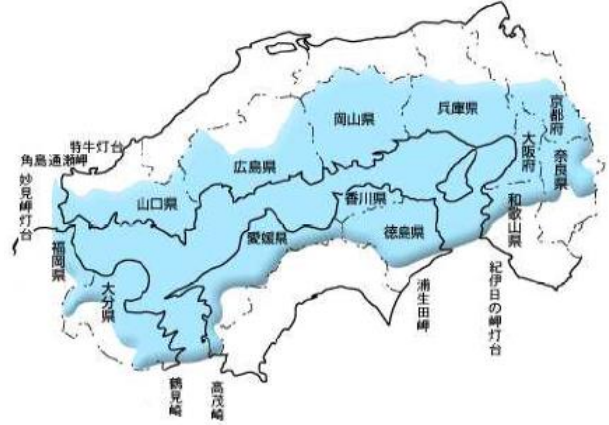 特牛灯台
角島通瀬岬
妙見岬灯台
福岡県
大分県
山口県
広島県
岡山県
兵庫県
京都府
大阪府
奈良県
和歌山県
香川県
徳島県
愛媛県
鶴見崎
高茂崎
蒲生田岬
紀伊日の岬灯台